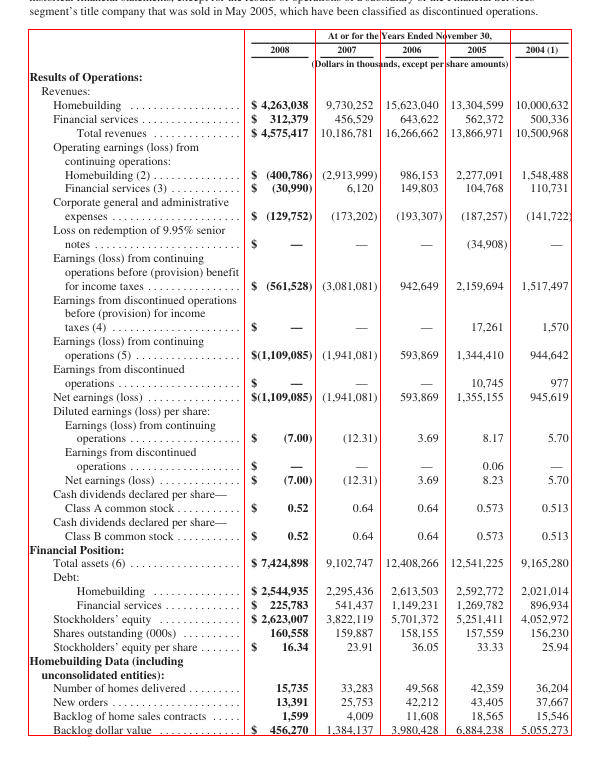 segment's title company that was sold in May 2005, which have been classified as discontinued operations.
At or for the Years Ended November 30,
2008 2007 2006 2005 2004 (1)
(Dollars in thousands, except per share amounts)
Results of Operations:
Revenues:
Homebuilding . . . . . . . . . . . . . . . . . . . $ 4,263,038 9,730,252 15,623,040 13,304,599 10,000,632
Financial services . . . . . . . . . . . . . . . . . $ 312,379 456,529 643,622 562,372 500,336
Total revenues . . . . . . . . . . . . . . . $ 4,575,417 10,186,781 16,266,662 13,866,971 10,500,968
Operating earnings (loss) from
continuing operations:
Homebuilding (2) . . . . . . . . . . . . . . . $ (400,786) (2,913,999) 986,153 2,277,091 1,548,488
Financial services (3) . . . . . . . . . . . . $ (30,990) 6,120 149,803 104,768 110,731
Corporate general and administrative
expenses . . . . . . . . . . . . . . . . . . . . . . $ (129,752) (173,202) (193,307) (187,257) (141,722)
Loss on redemption of 9.95% senior
notes . . . . . . . . . . . . . . . . . . . . . . . . $ — — — (34,908) —
Earnings (loss) from continuing
operations before (provision) benefit
for income taxes . . . . . . . . . . . . . . . . $ (561,528) (3,081,081) 942,649 2,159,694 1,517,497
Earnings from discontinued operations
before (provision) for income
taxes (4) . . . . . . . . . . . . . . . . . . . . . $ — — — 17,261 1,570
Earnings (loss) from continuing
operations (5) . . . . . . . . . . . . . . . . . . $(1,109,085) (1,941,081) 593,869 1,344,410 944,642
Earnings from discontinued
operations . . . . . . . . . . . . . . . . . . . . $ — — — 10,745 977
Net earnings (loss) . . . . . . . . . . . . . . . . $(1,109,085) (1,941,081) 593,869 1,355,155 945,619
Diluted earnings (loss) per share:
Earnings (loss) from continuing
operations . . . . . . . . . . . . . . . . . . $ (7.00) (12.31) 3.69 8.17 5.70
Earnings from discontinued
operations . . . . . . . . . . . . . . . . . . $ — — — 0.06 —
Net earnings (loss) . . . . . . . . . . . . . . $ (7.00) (12.31) 3.69 8.23 5.70
Cash dividends declared per share—
Class A common stock . . . . . . . . . . . $ 0.52 0.64 0.64 0.573 0.513
Cash dividends declared per share—
Class B common stock . . . . . . . . . . . $ 0.52 0.64 0.64 0.573 0.513
Financial Position:
Total assets (6) . . . . . . . . . . . . . . . . . . . $ 7,424,898 9,102,747 12,408,266 12,541,225 9,165,280
Debt:
Homebuilding . . . . . . . . . . . . . . . . $ 2,544,935 2,295,436 2,613,503 2,592,772 2,021,014
Financial services . . . . . . . . . . . . . $ 225,783 541,437 1,149,231 1,269,782 896,934
Stockholders' equity . . . . . . . . . . . . . . . $ 2,623,007 3,822,119 5,701,372 5,251,411 4,052,972
Shares outstanding (000s) . . . . . . . . . . 160,558 159,887 158,155 157,559 156,230
Stockholders' equity per share . . . . . . . $ 16.34 23.91 36.05 33.33 25.94
Homebuilding Data (including
unconsolidated entities):
Number of homes delivered . . . . . . . . . 15,735 33,283 49,568 42,359 36,204
New orders . . . . . . . . . . . . . . . . . . . . . 13,391 25,753 42,212 43,405 37,667
Backlog of home sales contracts . . . . . 1,599 4,009 11,608 18,565 15,546
Backlog dollar value . . . . . . . . . . . . . . $ 456,270 1,384,137 3,980,428 6,884,238 5,055,273